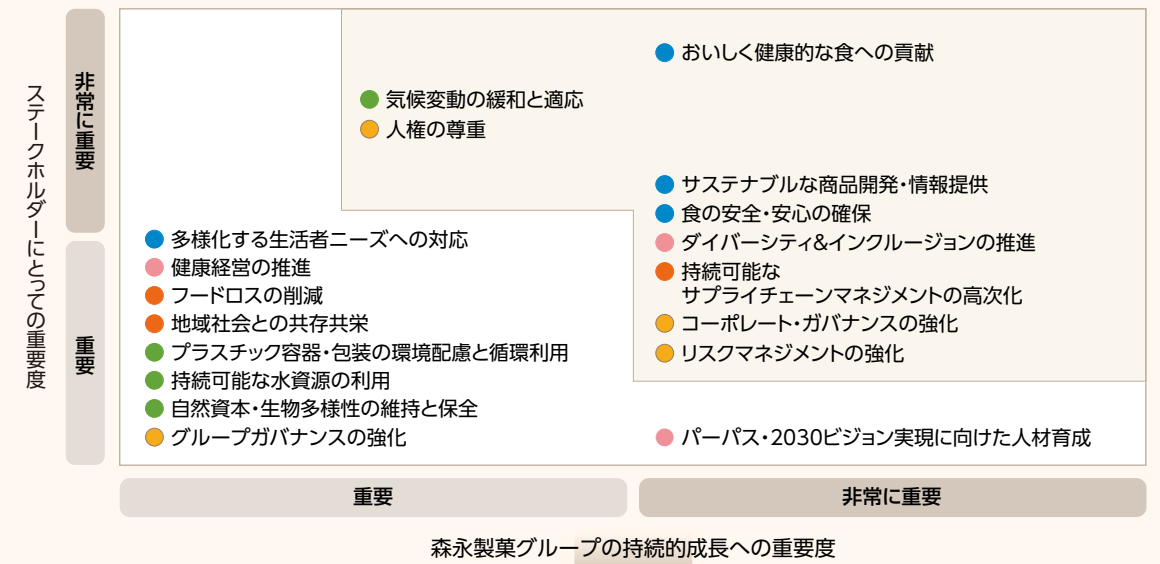 ステークホルダーにとっての重要度
非常に重要
重要
おいしく健康的な食への貢献
気候変動の緩和と適応
人権の尊重
サステナブルな商品開発・情報提供
食の安全・安心の確保
ダイバーシティ&インクルージョンの推進
持続可能な
サプライチェーンマネジメントの高次化
コーポレート・ガバナンスの強化
リスクマネジメントの強化
多様化する生活者ニーズへの対応
健康経営の推進
フードロスの削減
地域社会との共存共栄
プラスチック容器・包装の環境配慮と循環利用
持続可能な水資源の利用
自然資本・生物多様性の維持と保全
グループガバナンスの強化
パーパス・2030ビジョン実現に向けた人材育成
重要
非常に重要
森永製菓グループの持続的成長への重要度